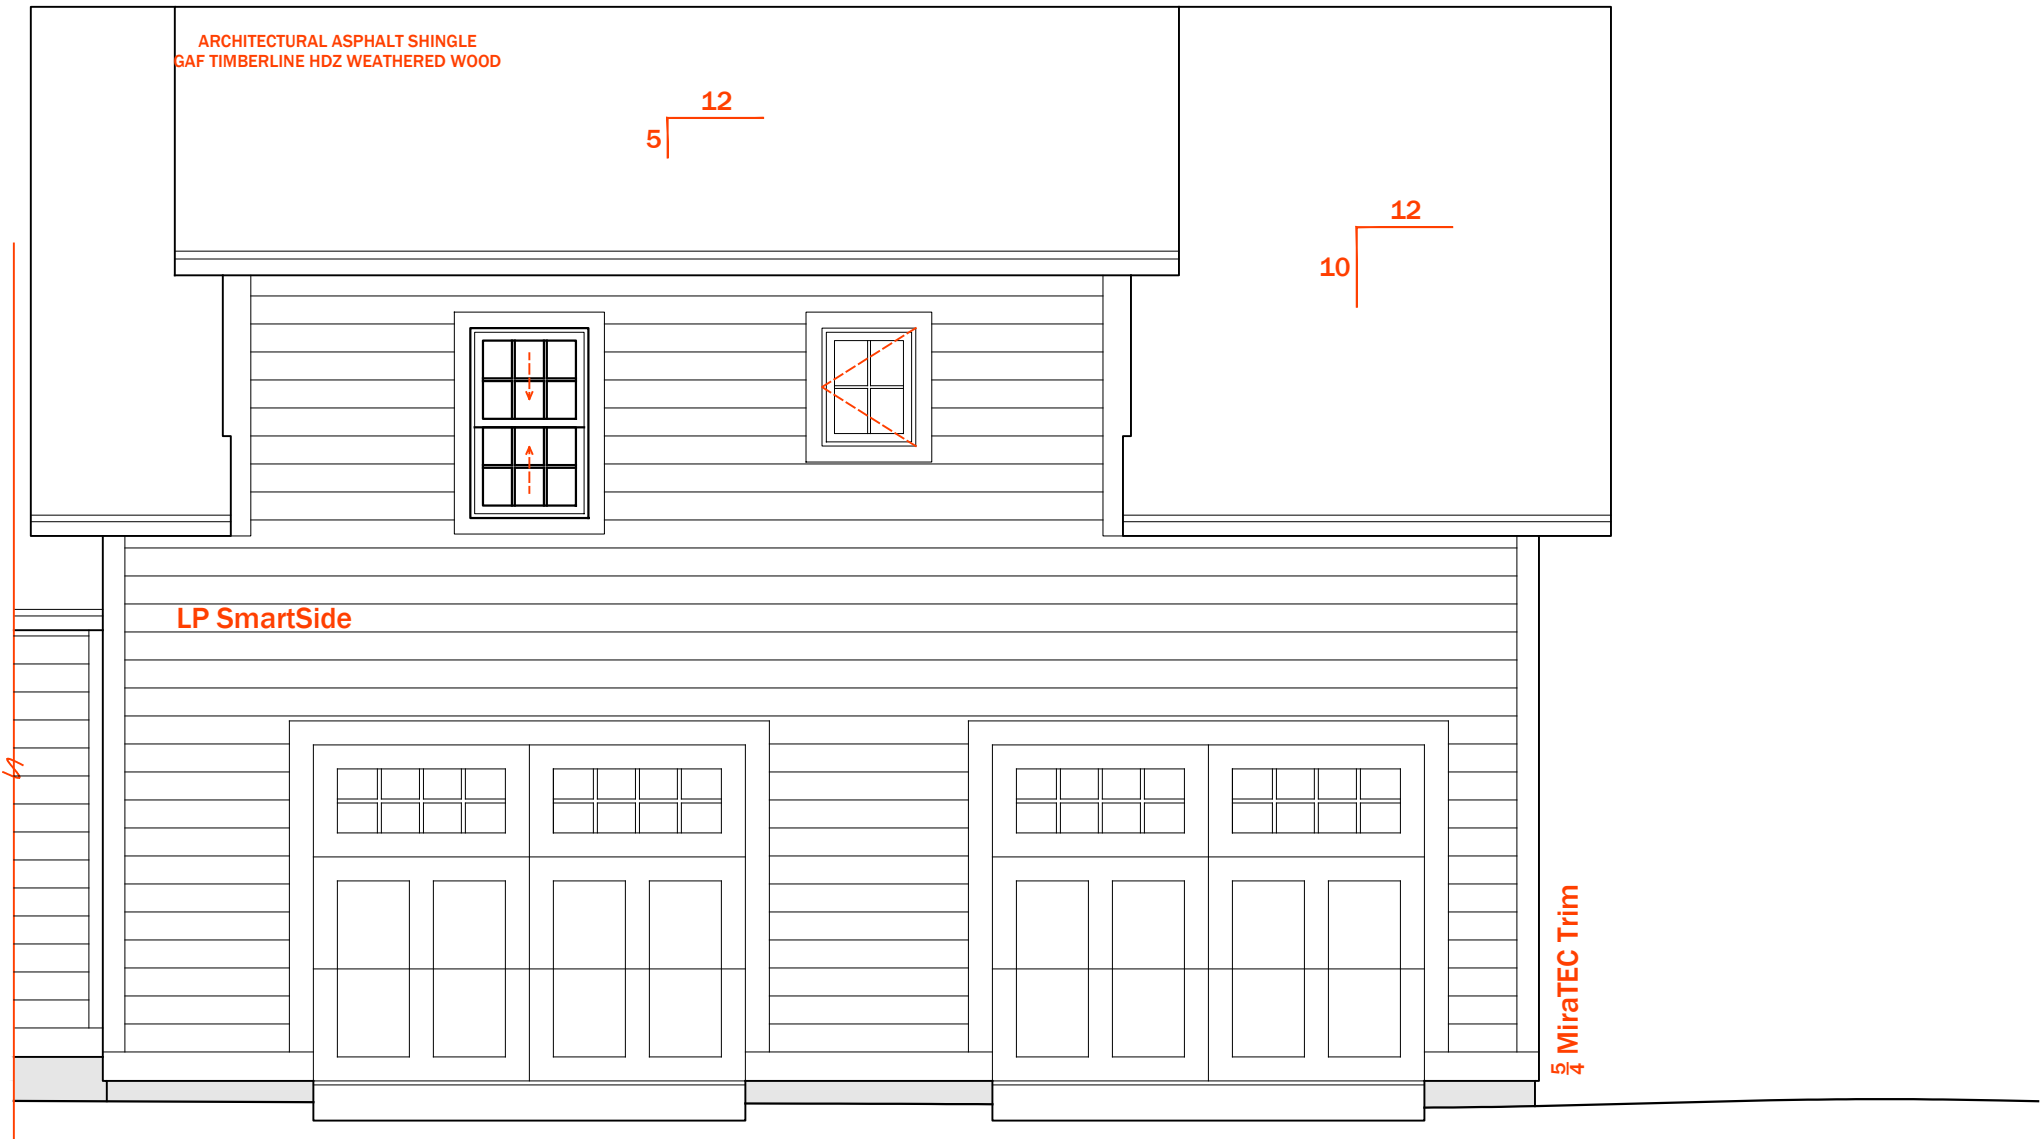 ARCHITECTURAL ASPHALT SHINGLE
GAF TIMBERLINE HDZ WEATHERED WOOD
12
5
12
10
LP SmartSide
5/4 MiraTEC Trim